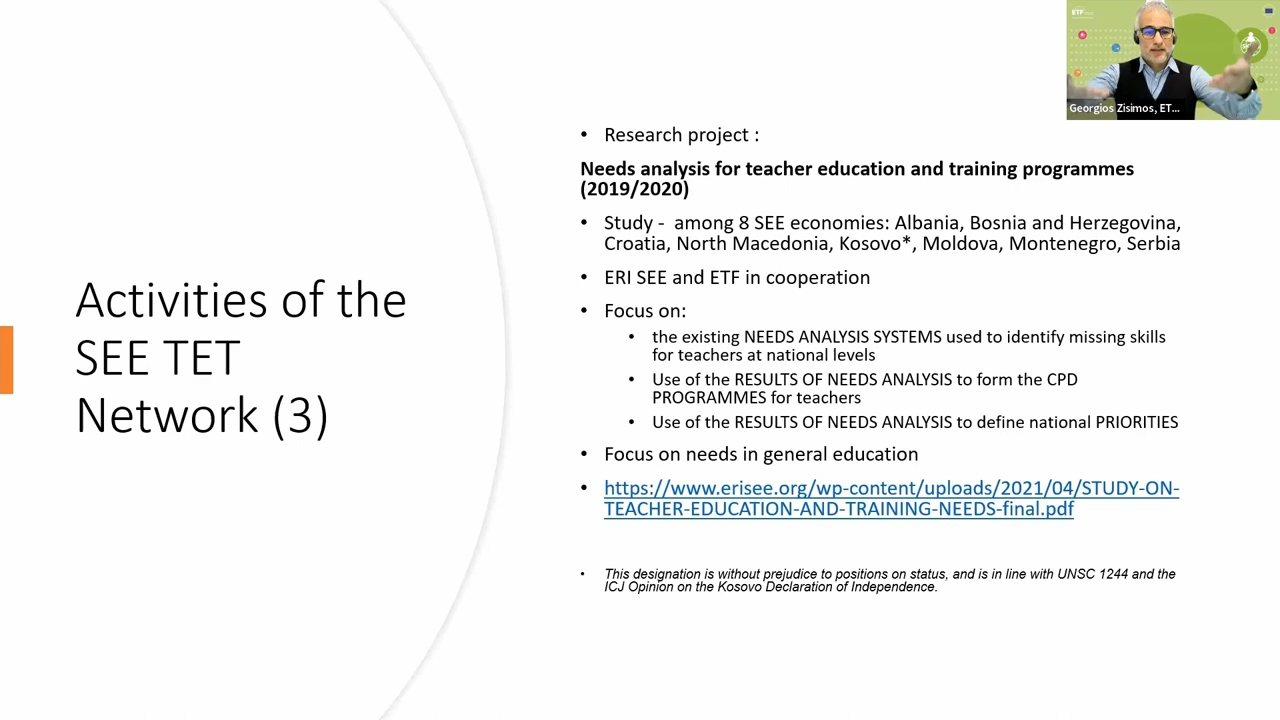 ETF
Georgios Zisimos, ET...
Activities of the
SEE TET
Network (3)
• Research project :
Needs analysis for teacher education and training programmes
(2019/2020)
• Study -  among 8 SEE economies: Albania, Bosnia and Herzegovina,
Croatia, North Macedonia, Kosovo*, Moldova, Montenegro, Serbia
• ERI SEE and ETF in cooperation
• Focus on:
• the existing NEEDS ANALYSIS SYSTEMS used to identify missing skills
for teachers at national levels
• Use of the RESULTS OF NEEDS ANALYSIS to form the CPD
PROGRAMMES for teachers
• Use of the RESULTS OF NEEDS ANALYSIS to define national PRIORITIES
• Focus on needs in general education
• https://www.erisee.org/wp-content/uploads/2021/04/STUDY-ON-
TEACHER-EDUCATION-AND-TRAINING-NEEDS-final.pdf
• This designation is without prejudice to positions on status, and is in line with UNSC 1244 and the
ICJ Opinion on the Kosovo Declaration of Independence.